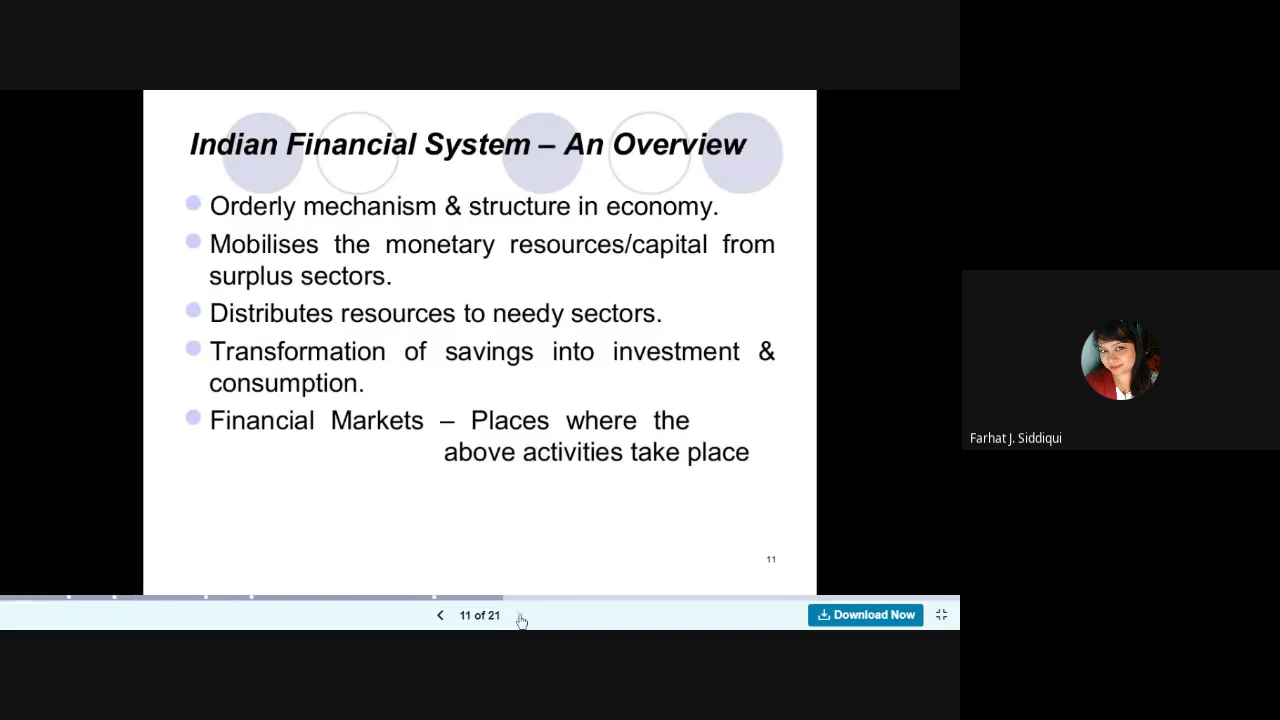 Indian Financial System – An Overview
Orderly mechanism & structure in economy.
Mobilises the monetary resources/capital from
surplus sectors.
Distributes resources to needy sectors.
Transformation of savings into investment &
consumption.
Financial Markets – Places where the
above activities take place
11
11 of 21
Download Now
Farhat J. Siddiqui